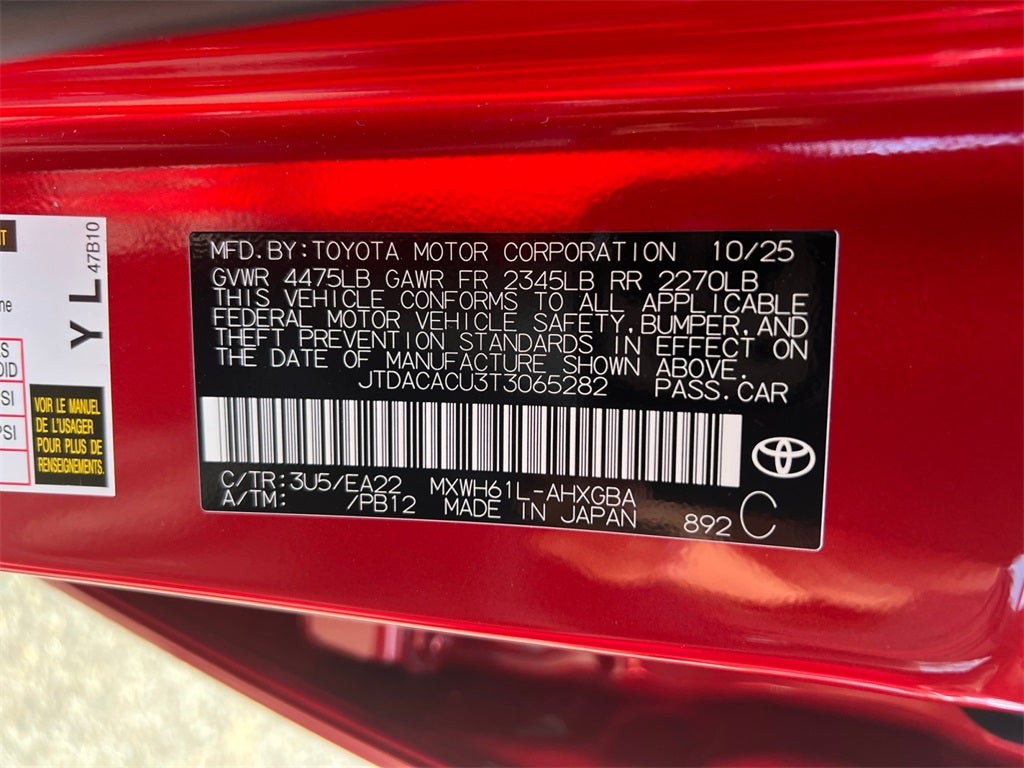 MFD.BY:TOYOTA MOTOR CORPORATION 10/25
GVWR 4475LB GAWR FR 2345LB RR 2270LB
THIS VEHICLE CONFORMS TO ALL APPLICABLE
FEDERAL MOTOR VEHICLE SAFETY,BUMPER,AND
THEFT PREVENTION STANDARDS IN EFFECT ON
THE DATE OF MANUFACTURE SHOWN ABOVE.
JTDACACU3T3065282 PASS.CAR
C/TR:3U5/EA22 MXWH61L-AHXGBA
A/TM: /PB12 MADE IN JAPAN 892 C
YL 47B10
VOIR LE MANUEL
DE L'USAGER
POUR PLUS DE
RENSEIGNEMENTS.